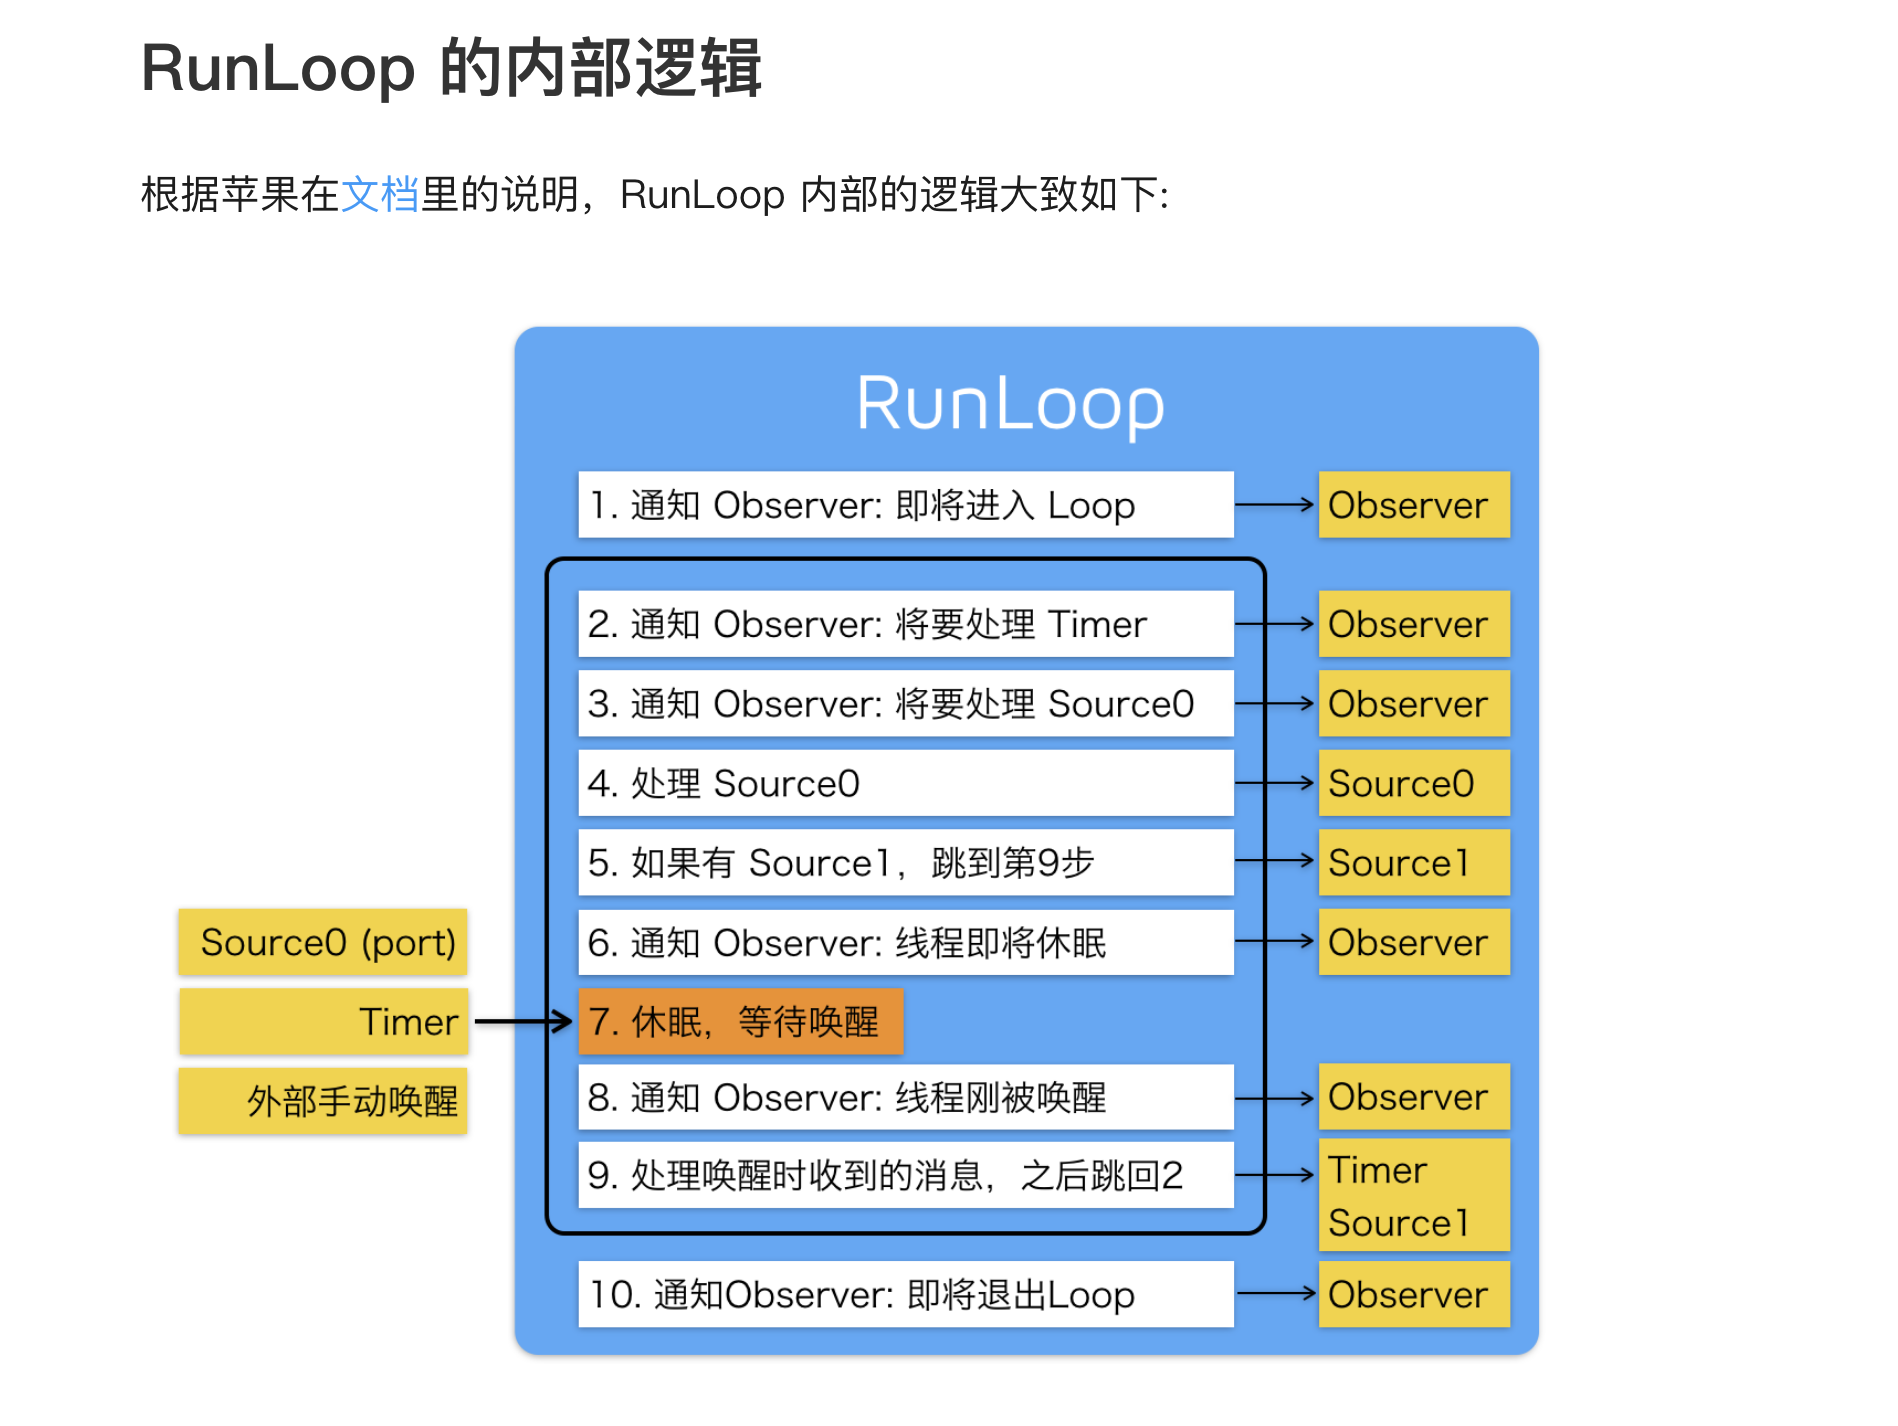 RunLoop 的内部逻辑
根据苹果在文档里的说明，RunLoop 内部的逻辑大致如下:
RunLoop
1. 通知 Observer: 即将进入 Loop
Observer
2. 通知 Observer: 将要处理 Timer
Observer
3. 通知 Observer: 将要处理 Source0
Observer
4. 处理 Source0
Source0
5. 如果有 Source1，跳到第9步
Source1
Source0 (port)
6. 通知 Observer: 线程即将休眠
Observer
Timer
7. 休眠，等待唤醒
外部手动唤醒
8. 通知 Observer: 线程刚被唤醒
Observer
9. 处理唤醒时收到的消息，之后跳回2
Timer
Source1
10. 通知Observer: 即将退出Loop
Observer